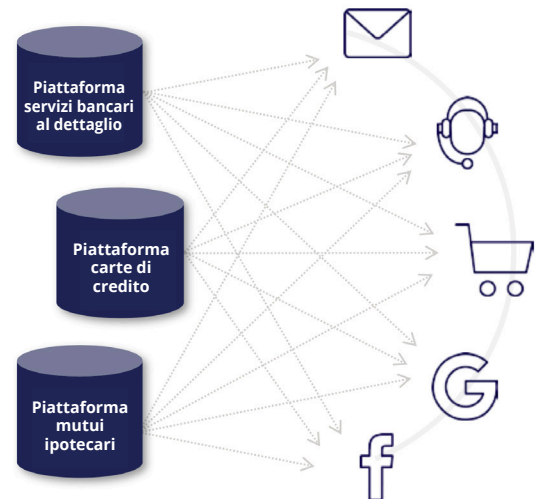 Piattaforma
servizi bancari
al dettaglio
Piattaforma
carte di
credito
Piattaforma
mutui
ipotecari